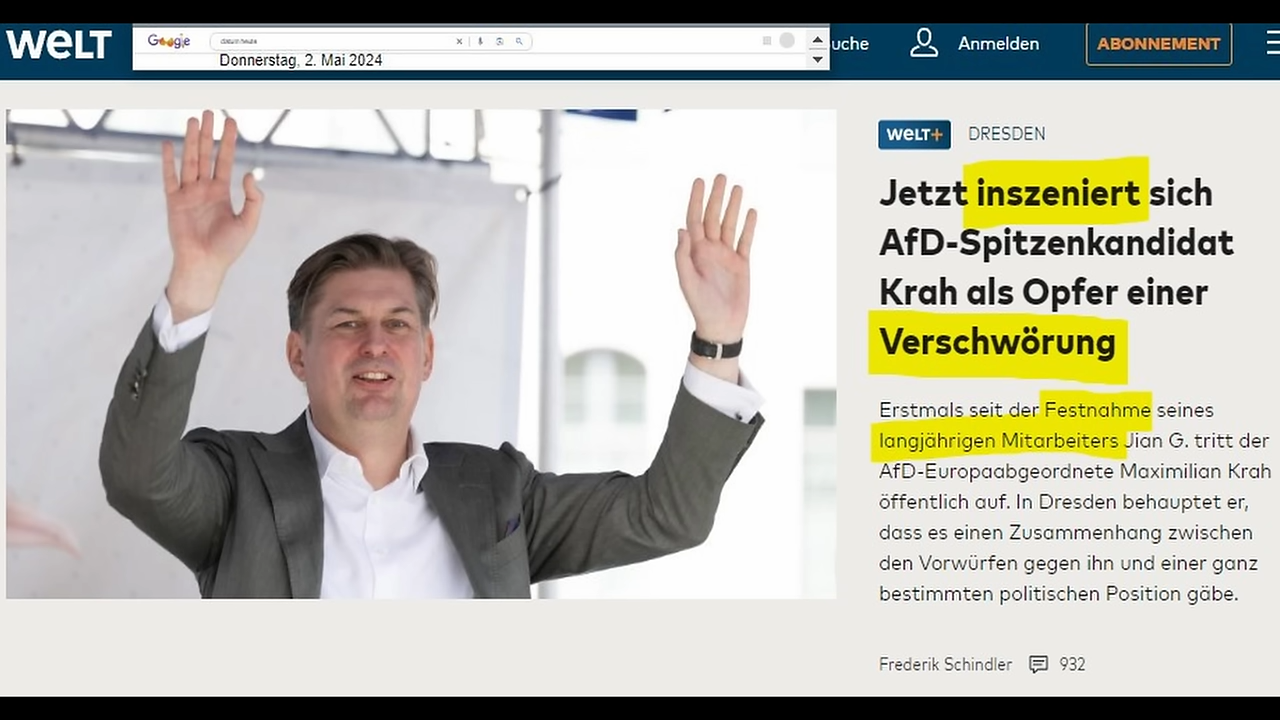 WELT
Google
Donnerstag, 2. Mai 2024
uche
Anmelden
ABONNEMENT
WELT+ DRESDEN
Jetzt inszeniert sich
AfD-Spitzenkandidat
Krah als Opfer einer
Verschwörung
Erstmals seit der Festnahme seines
langjährigen Mitarbeiters Jian G. tritt der
AfD-Europaabgeordnete Maximilian Krah
öffentlich auf. In Dresden behauptet er,
dass es einen Zusammenhang zwischen
den Vorwürfen gegen ihn und einer ganz
bestimmten politischen Position gäbe.
Frederik Schindler 932